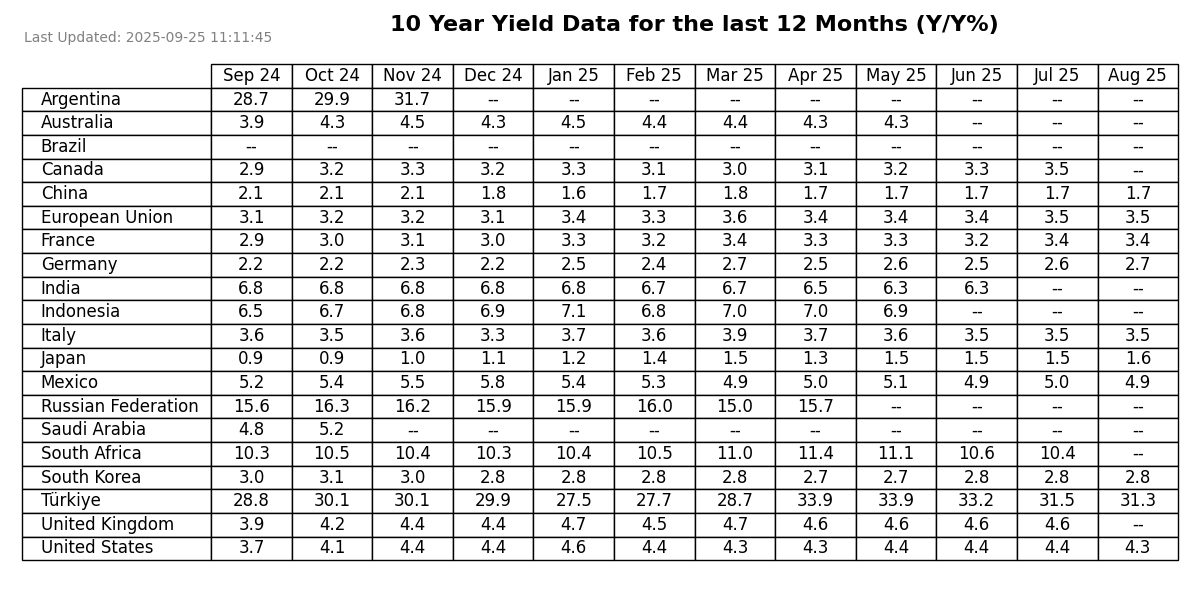 10 Year Yield Data for the last 12 Months (Y/Y%)
Last Updated: 2025-09-25 11:11:45
Sep 24 Oct 24 Nov 24 Dec 24 Jan 25 Feb 25 Mar 25 Apr 25 May 25 Jun 25 Jul 25 Aug 25
Argentina 28.7 29.9 31.7 -- -- -- -- -- -- -- -- --
Australia 3.9 4.3 4.5 4.3 4.5 4.4 4.4 4.3 4.3 -- -- --
Brazil -- -- -- -- -- -- -- -- -- -- -- --
Canada 2.9 3.2 3.3 3.2 3.3 3.1 3.0 3.1 3.2 3.3 3.5 --
China 2.1 2.1 2.1 1.8 1.6 1.7 1.8 1.7 1.7 1.7 1.7 1.7
European Union 3.1 3.2 3.2 3.1 3.4 3.3 3.6 3.4 3.4 3.4 3.5 3.5
France 2.9 3.0 3.1 3.0 3.3 3.2 3.4 3.3 3.3 3.2 3.4 3.4
Germany 2.2 2.2 2.3 2.2 2.5 2.4 2.7 2.5 2.6 2.5 2.6 2.7
India 6.8 6.8 6.8 6.8 6.8 6.7 6.7 6.5 6.3 6.3 -- --
Indonesia 6.5 6.7 6.8 6.9 7.1 6.8 7.0 7.0 6.9 -- -- --
Italy 3.6 3.5 3.6 3.3 3.7 3.6 3.9 3.7 3.6 3.5 3.5 3.5
Japan 0.9 0.9 1.0 1.1 1.2 1.4 1.5 1.3 1.5 1.5 1.5 1.6
Mexico 5.2 5.4 5.5 5.8 5.4 5.3 4.9 5.0 5.1 4.9 5.0 4.9
Russian Federation 15.6 16.3 16.2 15.9 15.9 16.0 15.0 15.7 -- -- -- --
Saudi Arabia 4.8 5.2 -- -- -- -- -- -- -- -- -- --
South Africa 10.3 10.5 10.4 10.3 10.4 10.5 11.0 11.4 11.1 10.6 10.4 --
South Korea 3.0 3.1 3.0 2.8 2.8 2.8 2.8 2.7 2.7 2.8 2.8 2.8
Türkiye 28.8 30.1 30.1 29.9 27.5 27.7 28.7 33.9 33.9 33.2 31.5 31.3
United Kingdom 3.9 4.2 4.4 4.4 4.7 4.5 4.7 4.6 4.6 4.6 4.6 --
United States 3.7 4.1 4.4 4.4 4.6 4.4 4.3 4.3 4.4 4.4 4.4 4.3